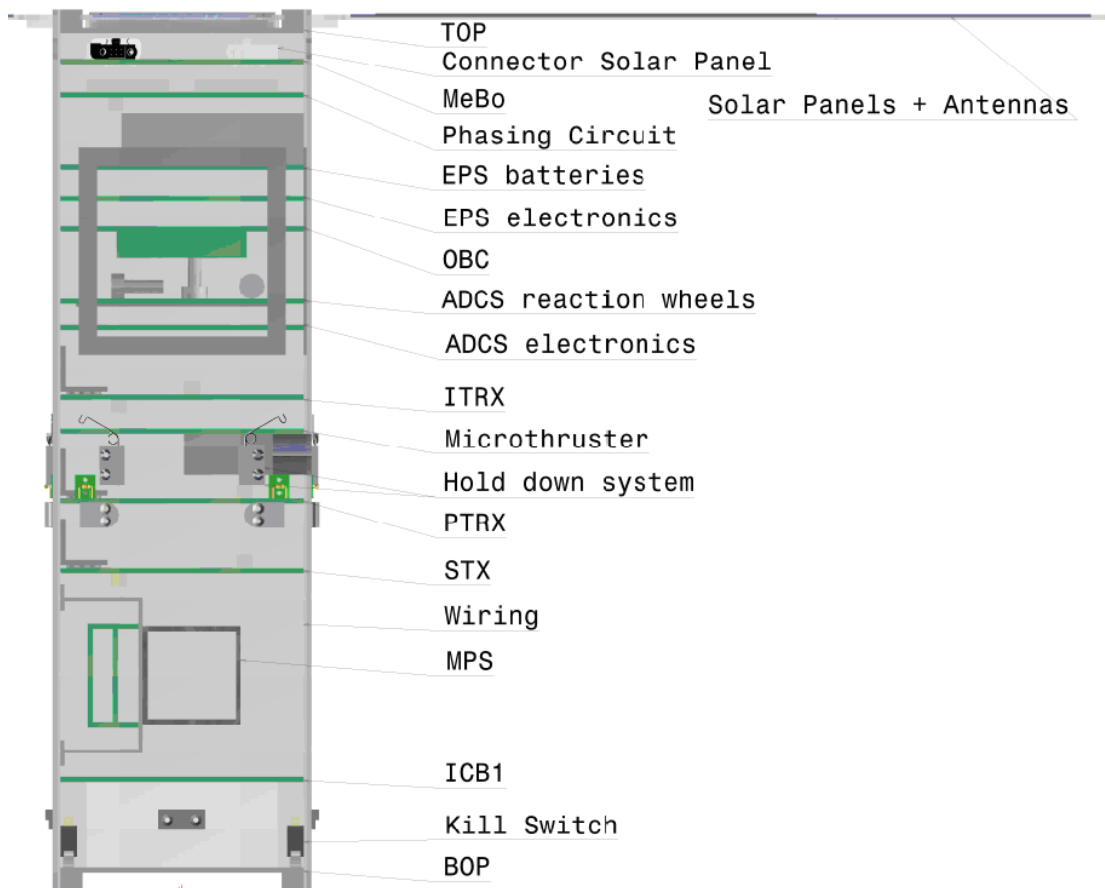 TOP
Connector Solar Panel
MeBo
Solar Panels + Antennas
Phasing Circuit
EPS batteries
EPS electronics
OBC
ADCS reaction wheels
ADCS electronics
ITRX
Microthruster
Hold down system
PTRX
STX
Wiring
MPS
ICB1
Kill Switch
BOP